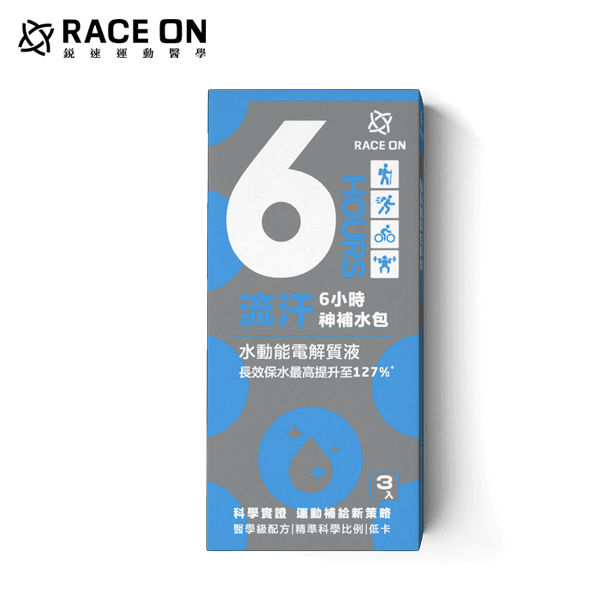 RACE ON
銳速運動醫學
RACE ON
6
HOURS
流汗
6小時
神補水包
水動能電解質液
長效保水最高提升至127%*
3
入
科學實證 運動補給新策略
醫學級配方|精準科學比例|低卡